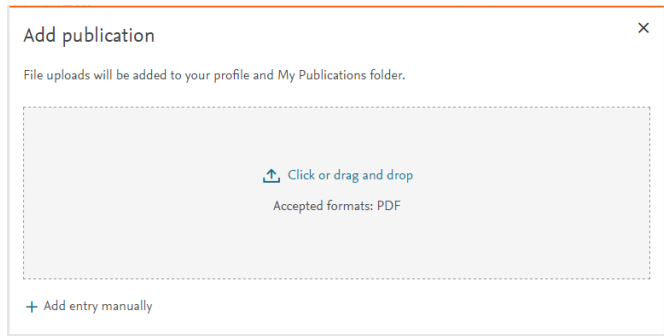 Add publication
File uploads will be added to your profile and My Publications folder.
Click or drag and drop
Accepted formats: PDF
Add entry manually